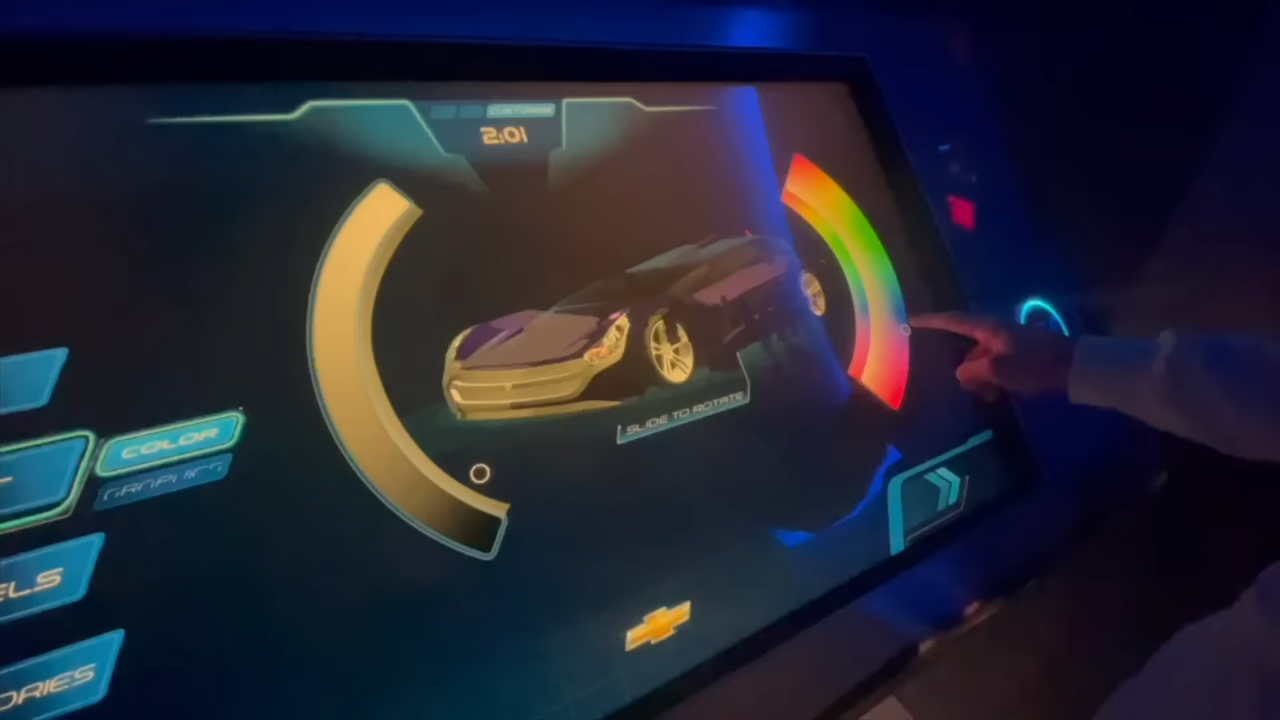 CUSTOMIZE
2:01
SLIDE TO ROTATE
COLOR
GRAPHICS
ELS
ORIES